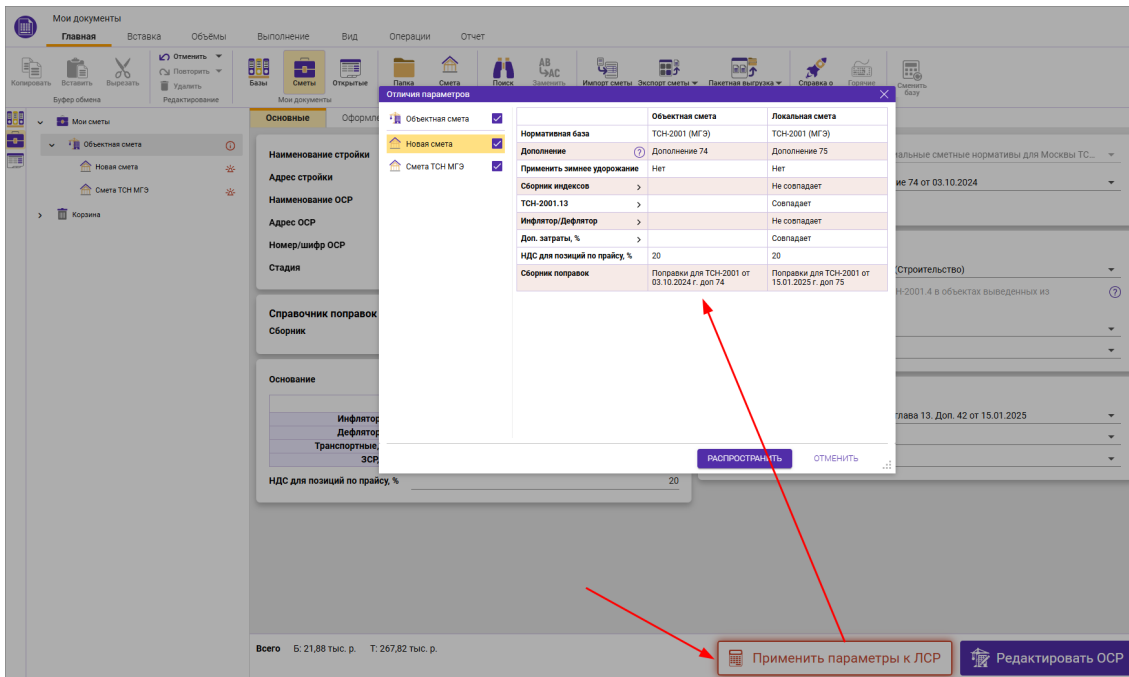 Мои документы
Главная Вставка Объёмы Выполнение Вид Операции Отчет
Копировать Вставить Вырезать Отменить Повторить Удалить
Базы Сметы Открытые Папка Смета Поиск Заменить Импорт сметы Экспорт сметы Пакетная выгрузка Справка о Горячие Сменить базу
Буфер обмена Редактирование Мои документы
Мои сметы
Объектная смета
Новая смета
Смета ТСН МГЭ
Корзина
Основные Оформле
Наименование стройки
Адрес стройки
Наименование ОСР
Адрес ОСР
Номер/шифр ОСР
Стадия
Справочник поправок
Сборник
Основание
Инфлятор
Дефлятор
Транспортные,
ЗСР,
НДС для позиций по прайсу, % 20
Отличия параметров
Объектная смета
Новая смета
Смета ТСН МГЭ
Объектная смета Локальная смета
Нормативная база ТСН-2001 (МГЭ) ТСН-2001 (МГЭ)
Дополнение ? Дополнение 74 Дополнение 75
Применить зимнее удорожание Нет Нет
Сборник индексов Не совпадает
ТСН-2001.13 Совпадает
Инфлятор/Дефлятор Не совпадает
Доп. затраты, % Совпадает
НДС для позиций по прайсу, % 20 20
Сборник поправок Поправки для ТСН-2001 от Поправки для ТСН-2001 от
03.10.2024 г. доп 74 15.01.2025 г. доп 75
РАСПРОСТРАНИТЬ ОТМЕНИТЬ
альные сметные нормативы для Москвы ТС...
ие 74 от 03.10.2024
(Строительство)
Н-2001.4 в объектах выведенных из ?
лава 13. Доп. 42 от 15.01.2025
Всего Б: 21,88 тыс. р. Т: 267,82 тыс. р.
Применить параметры к ЛСР Редактировать ОСР